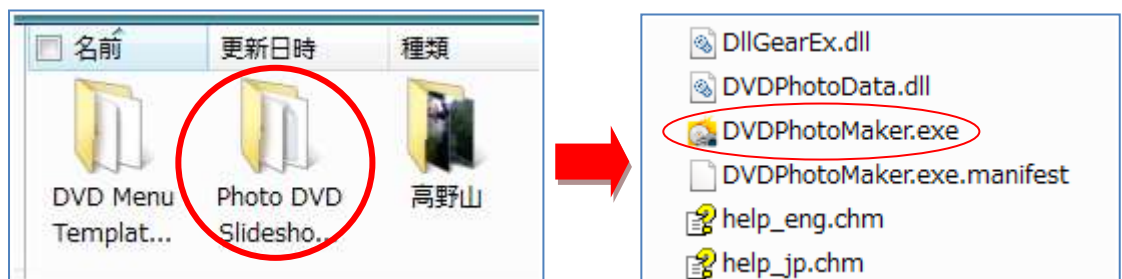 名前 更新日時 種類
DVD Menu
Templat...
Photo DVD
Slidesho...
高野山
DllGearEx.dll
DVDPhotoData.dll
DVDPhotoMaker.exe
DVDPhotoMaker.exe.manifest
help_eng.chm
help_jp.chm